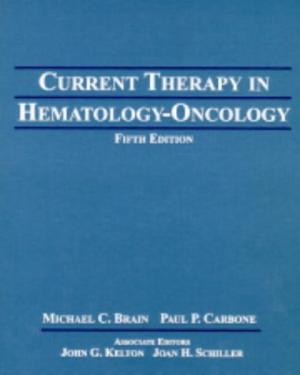 CURRENT THERAPY IN
HEMATOLOGY-ONCOLOGY
FIFTH EDITION
MICHAEL C. BRAIN PAUL P. CARBONE
ASSOCIATE EDITORS
JOHN G. KELTON JOAN H. SCHILLER